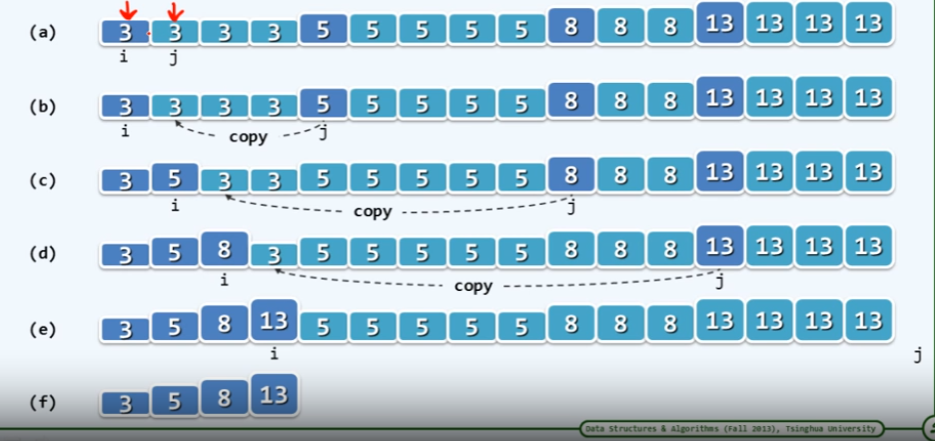 (a) 3 3 3 3 5 5 5 5 5 8 8 8 13 13 13 13
i j
(b) 3 3 3 3 5 5 5 5 5 8 8 8 13 13 13 13
i copy j
(c) 3 5 3 3 5 5 5 5 5 8 8 8 13 13 13 13
i copy j
(d) 3 5 8 3 5 5 5 5 5 8 8 8 13 13 13 13
i copy j
(e) 3 5 8 13 5 5 5 5 5 8 8 8 13 13 13 13
i j
(f) 3 5 8 13
Data Structures & Algorithms (Fall 2013), Tsinghua University